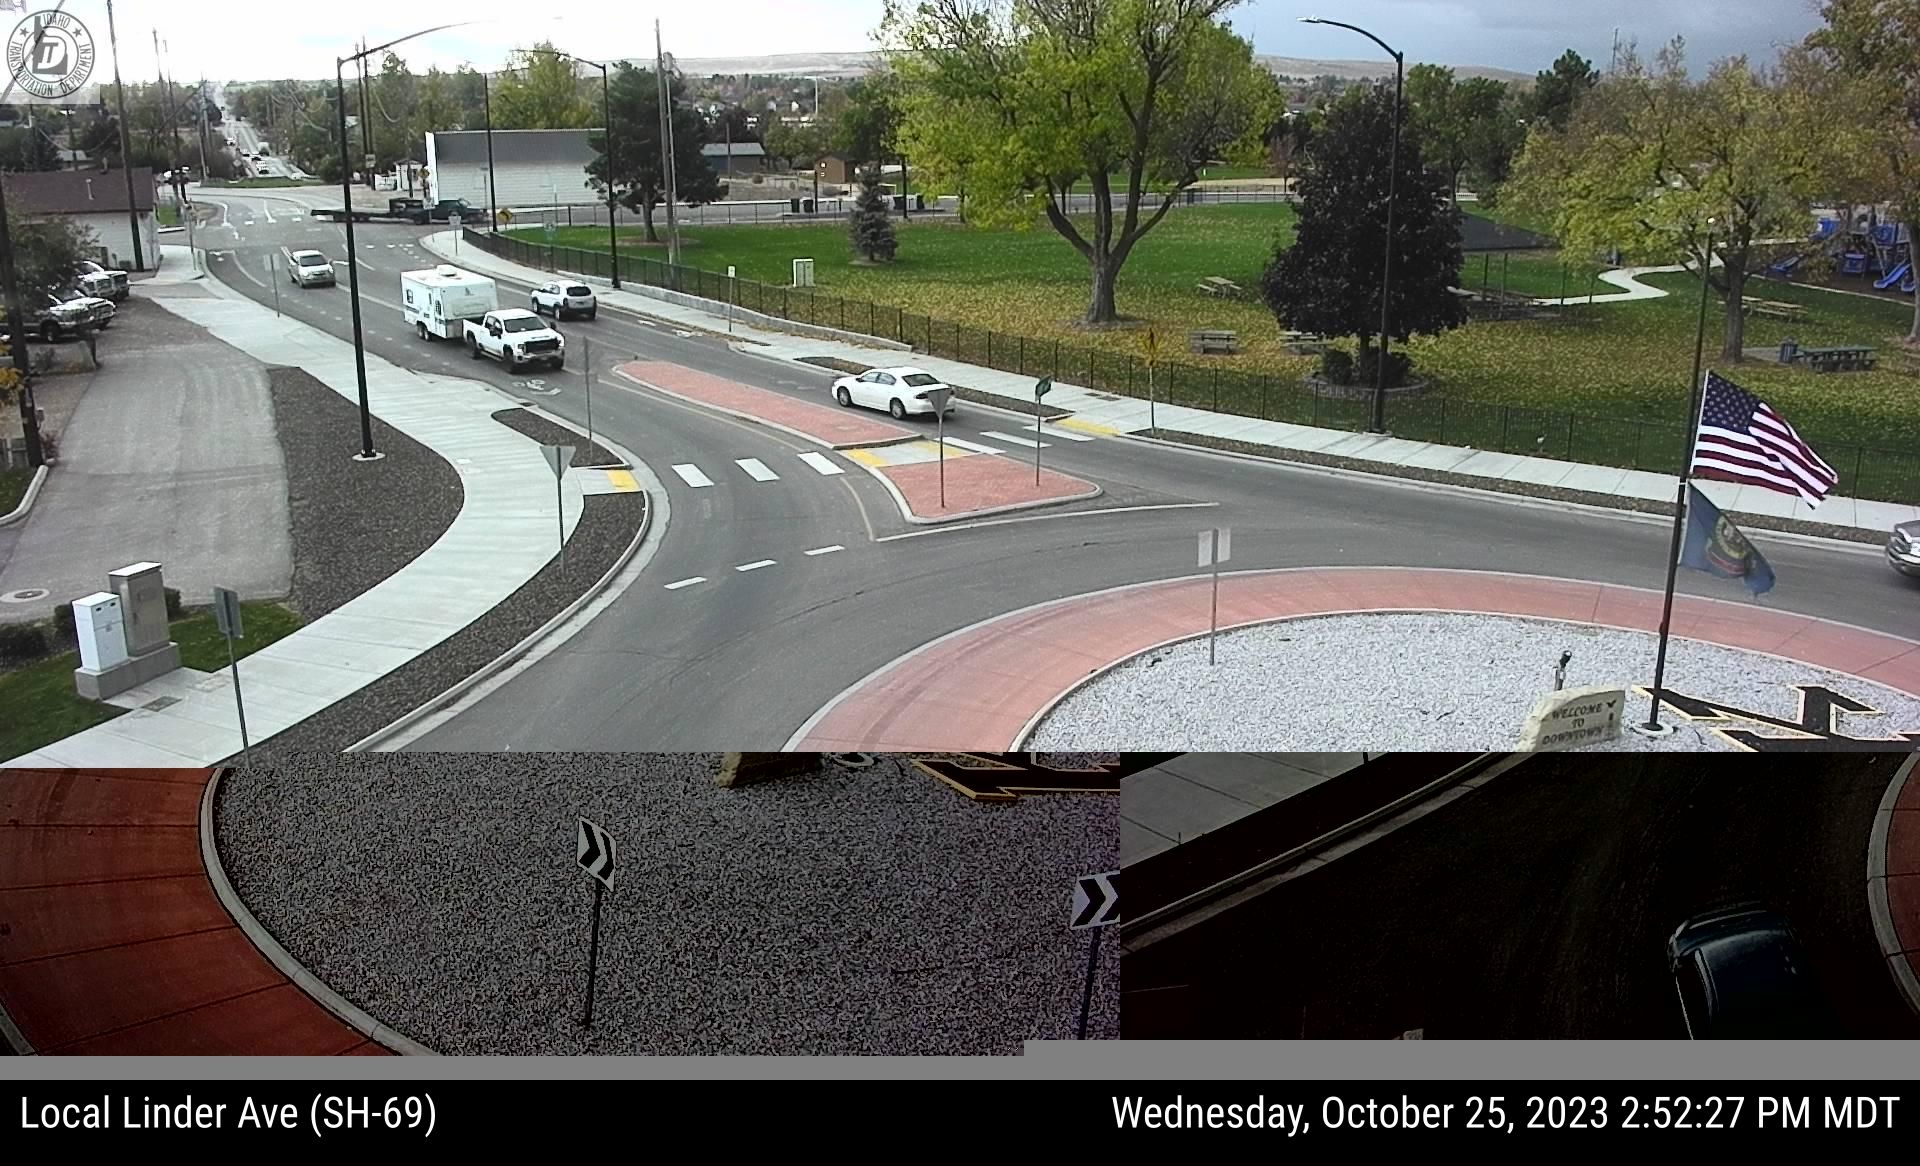 IDAHO
TRANSPORTATION DEPARTMENT
WELCOME
TO
DOWNTOWN
Local Linder Ave (SH-69)
Wednesday, October 25, 2023 2:52:27 PM MDT